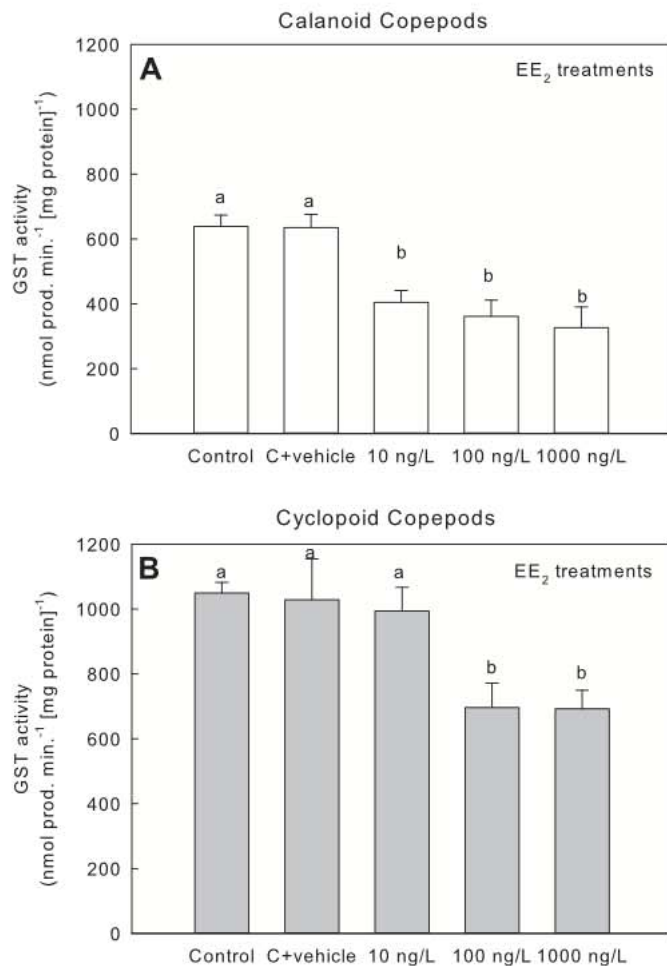 Calanoid Copepods
A
EE₂ treatments
GST activity
(nmol prod. min.⁻¹ [mg protein]⁻¹)
1200
1000
800
600
400
200
0
a
a
b
b
b
Control
C+vehicle
10 ng/L
100 ng/L
1000 ng/L
Cyclopoid Copepods
B
EE₂ treatments
GST activity
(nmol prod. min.⁻¹ [mg protein]⁻¹)
1200
1000
800
600
400
200
0
a
a
a
b
b
Control
C+vehicle
10 ng/L
100 ng/L
1000 ng/L